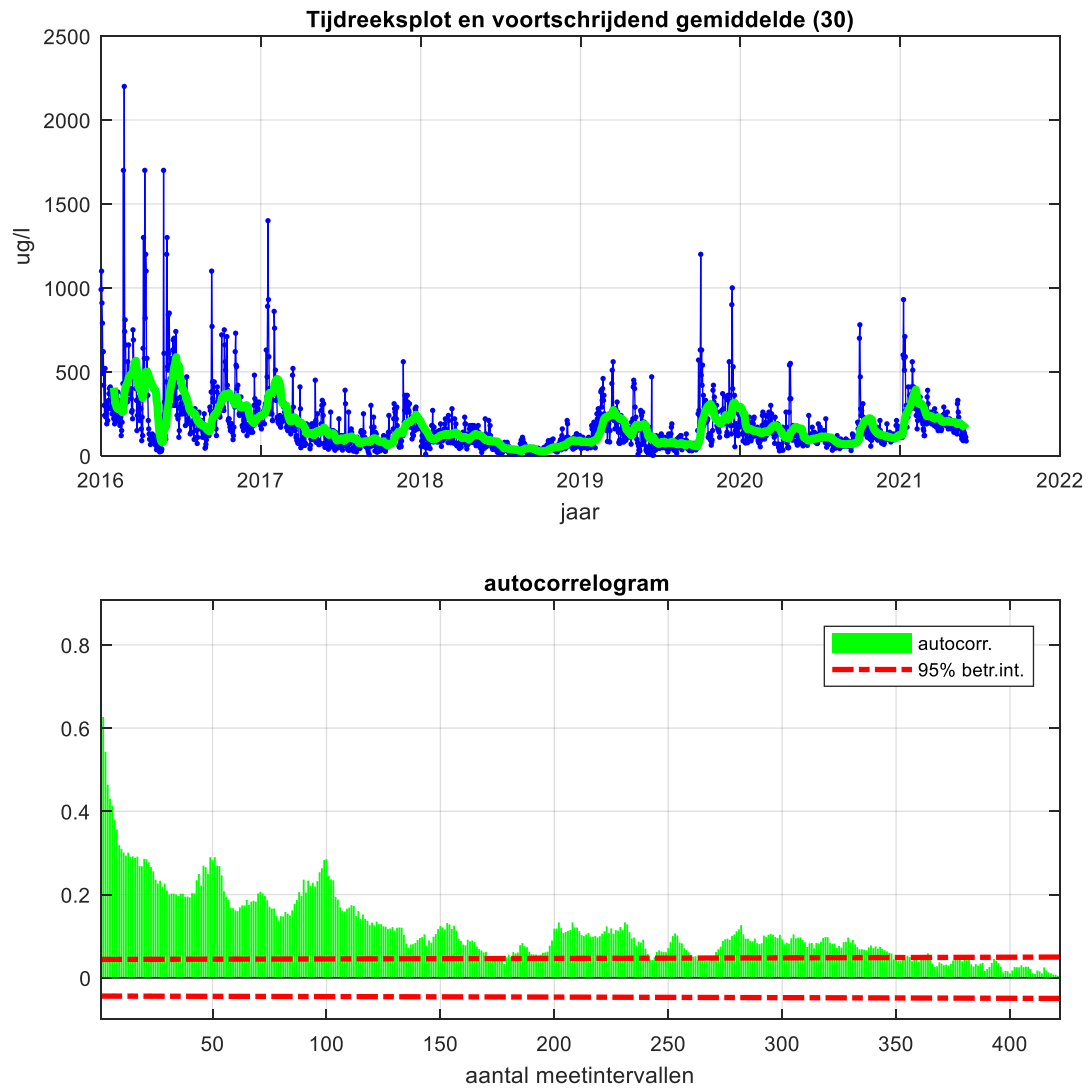 Tijdreeksplot en voortschrijdend gemiddelde (30)
2500
2000
1500
1000
500
0
ug/l
2016 2017 2018 2019 2020 2021 2022
jaar
autocorrelogram
0.8
0.6
0.4
0.2
0
autocorr.
95% betr.int.
50 100 150 200 250 300 350 400
aantal meetintervallen